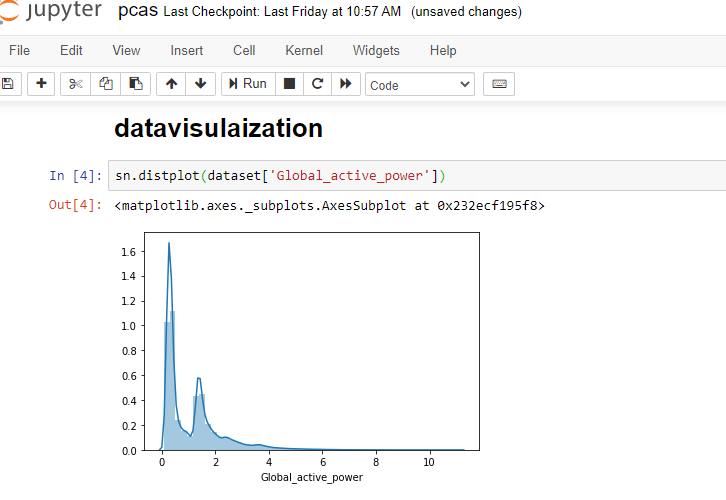 jupyter pcas Last Checkpoint: Last Friday at 10:57 AM (unsaved changes)
File Edit View Insert Cell Kernel Widgets Help
Run Code
datavisulaization
In [4]: sn.distplot(dataset['Global_active_power'])
Out[4]: <matplotlib.axes._subplots.AxesSubplot at 0x232ecf195f8>
1.6
1.4
1.2
1.0
0.8
0.6
0.4
0.2
0.0
0 2 4 6 8 10
Global_active_power